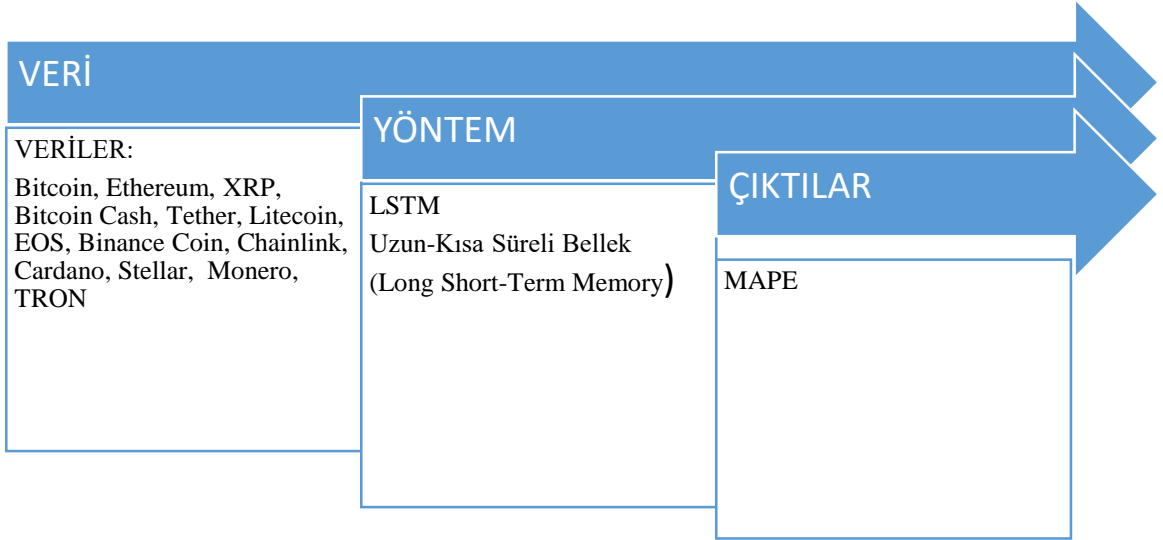 VERİ
VERİLER:
Bitcoin, Ethereum, XRP,
Bitcoin Cash, Tether, Litecoin,
EOS, Binance Coin, Chainlink,
Cardano, Stellar, Monero,
TRON
YÖNTEM
LSTM
Uzun-Kısa Süreli Bellek
(Long Short-Term Memory)
ÇIKTILAR
MAPE